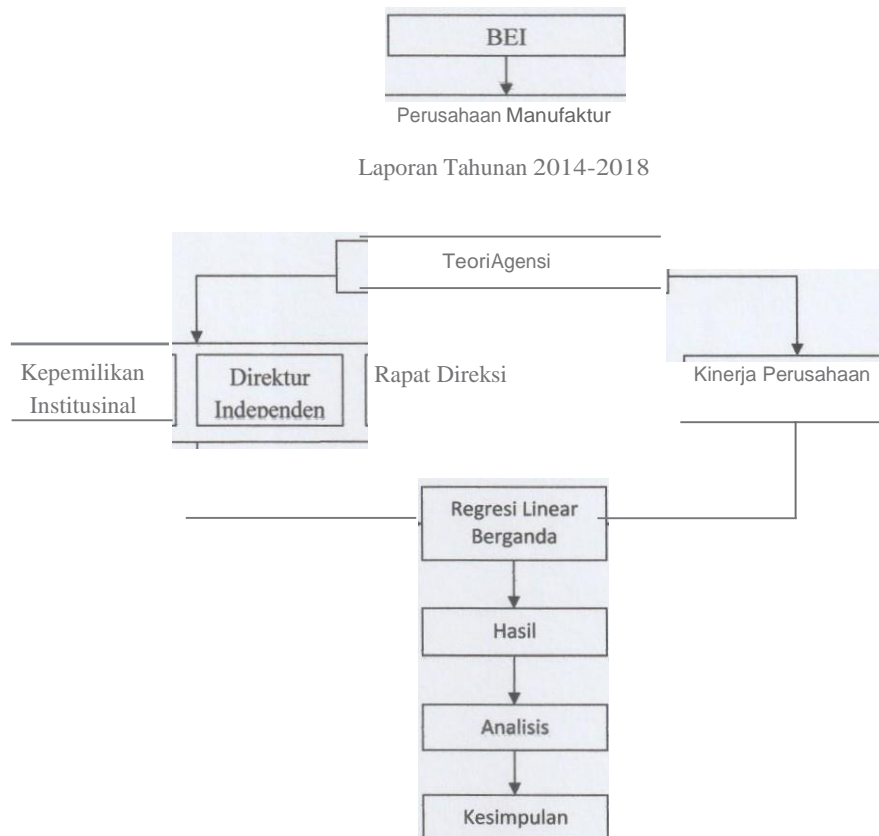 BEI
Perusahaan Manufaktur
Laporan Tahunan 2014-2018
TeoriAgensi
Kepemilikan
Institusinal
Direktur
Independen
Rapat Direksi
Kinerja Perusahaan
Regresi Linear
Berganda
Hasil
Analisis
Kesimpulan